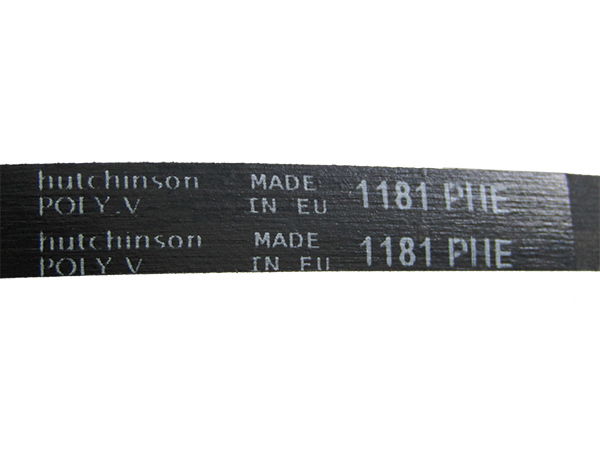 hutchinson MADE 1181 PHE
POLY.V IN EU
hutchinson MADE 1181 PHE
POLY V IN EU